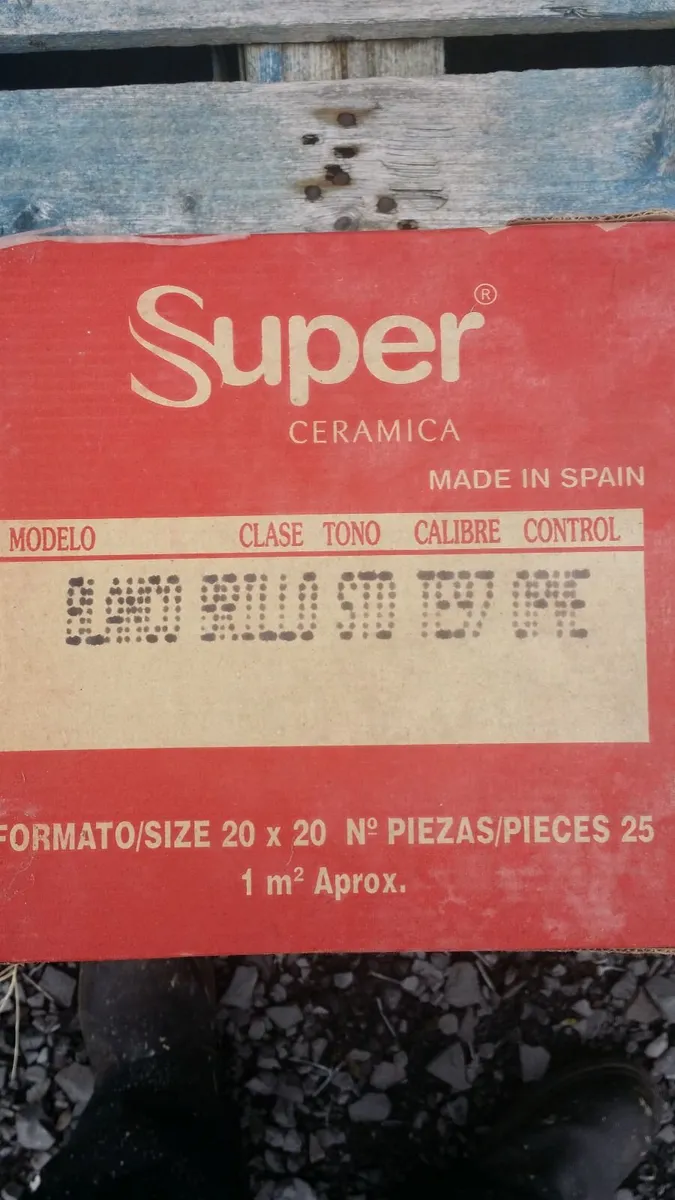 Super®
CERAMICA
MADE IN SPAIN
MODELO CLASE TONO CALIBRE CONTROL
BLANCO BRILLO STD
FORMATO/SIZE 20 x 20 Nº PIEZAS/PIECES 25
1 m² Aprox.